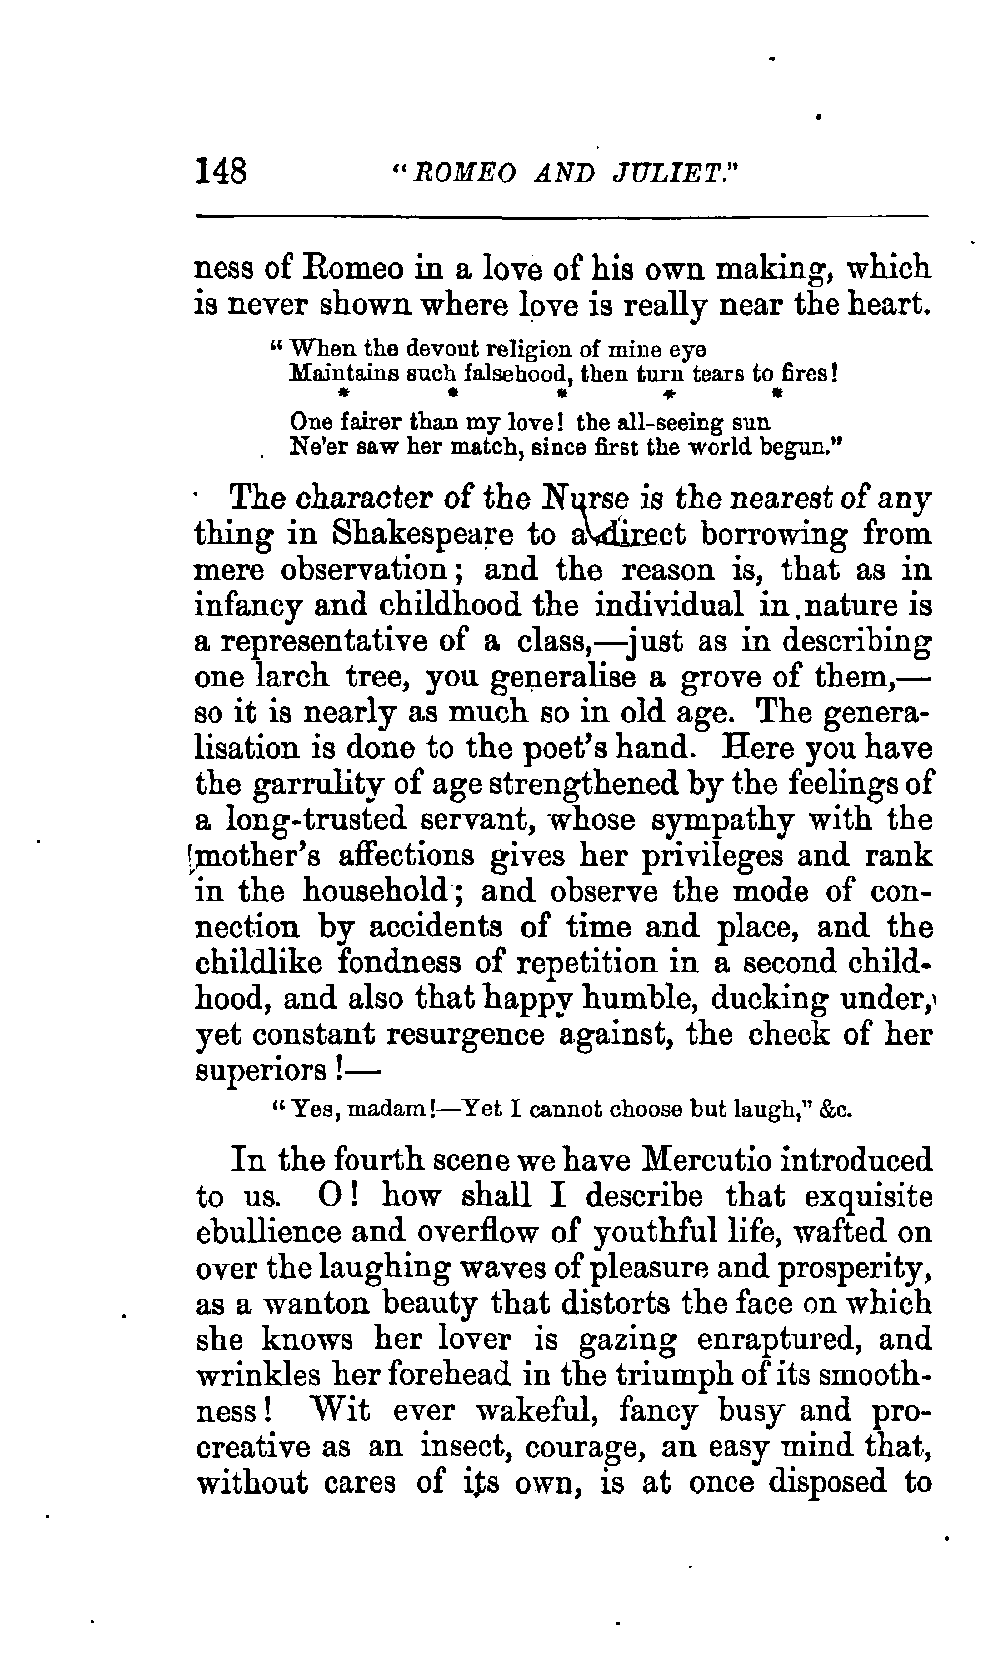 148 "ROMEO AND JULIET."
ness of Romeo in a love of his own making, which
is never shown where love is really near the heart.
"When the devout religion of mine eye
Maintains such falsehood, then turn tears to fires!
* * * * *
One fairer than my love! the all-seeing sun
Ne'er saw her match, since first the world begun."
The character of the Nurse is the nearest of any
thing in Shakespeare to a direct borrowing from
mere observation; and the reason is, that as in
infancy and childhood the individual in nature is
a representative of a class,—just as in describing
one larch tree, you generalise a grove of them,—
so it is nearly as much so in old age. The genera-
lisation is done to the poet's hand. Here you have
the garrulity of age strengthened by the feelings of
a long-trusted servant, whose sympathy with the
mother's affections gives her privileges and rank
in the household; and observe the mode of con-
nection by accidents of time and place, and the
childlike fondness of repetition in a second child-
hood, and also that happy humble, ducking under,
yet constant resurgence against, the check of her
superiors!—
"Yes, madam!—Yet I cannot choose but laugh," &c.
In the fourth scene we have Mercutio introduced
to us. O! how shall I describe that exquisite
ebullience and overflow of youthful life, wafted on
over the laughing waves of pleasure and prosperity,
as a wanton beauty that distorts the face on which
she knows her lover is gazing enraptured, and
wrinkles her forehead in the triumph of its smooth-
ness! Wit ever wakeful, fancy busy and pro-
creative as an insect, courage, an easy mind that,
without cares of its own, is at once disposed to